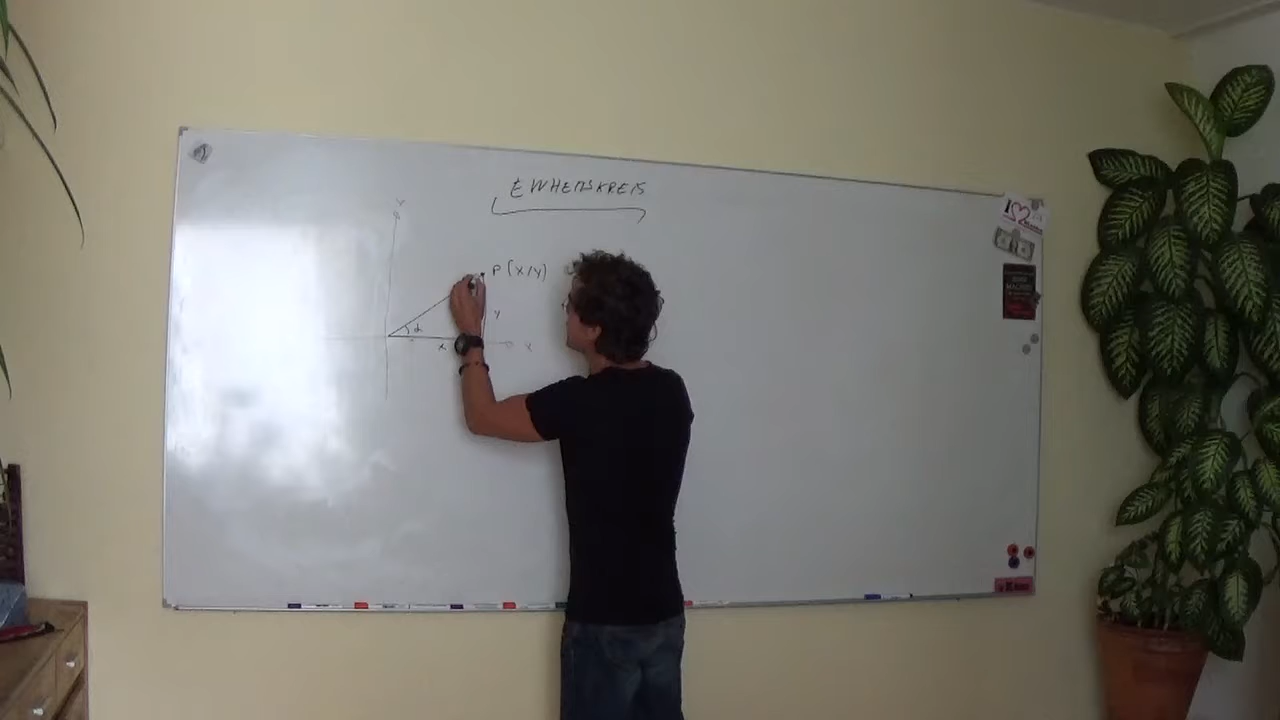 EINHEITSKREIS
Y
P (X/Y)
Y
α
X
X
I